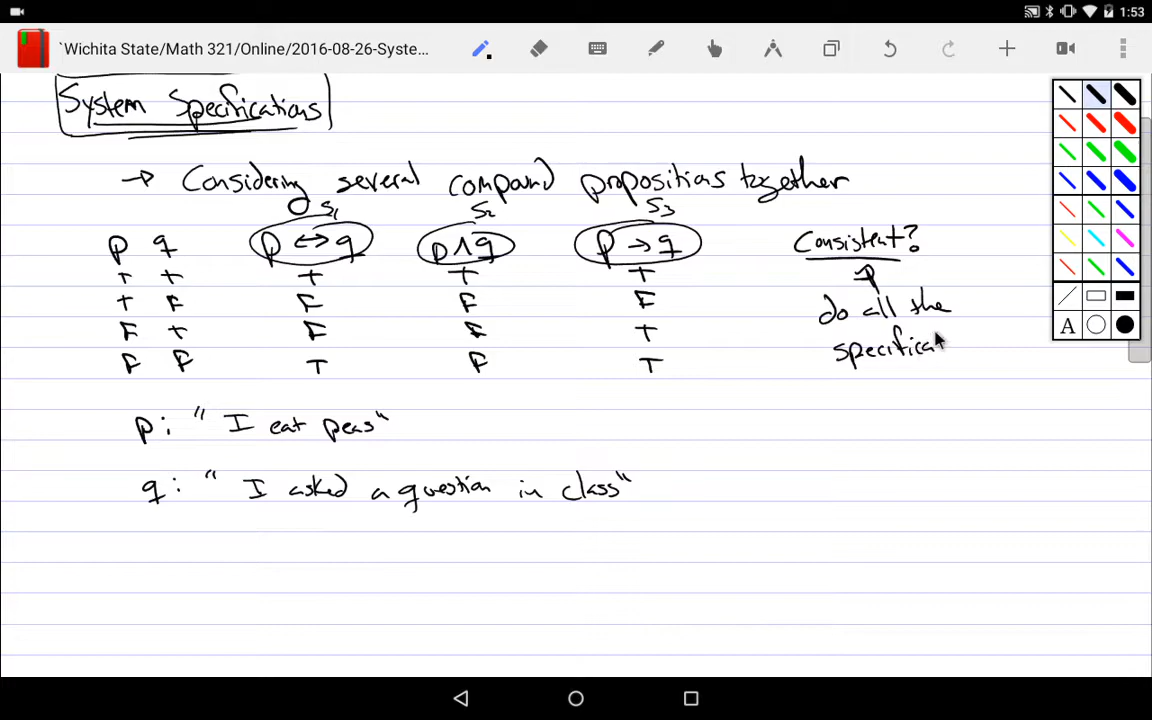 1:53
`Wichita State/Math 321/Online/2016-08-26-Syste...
System Specifications
→ Considering several compound propositions together
S1 S2 S3
p q p ↔ q p ∧ q p → q Consistent?
T T T T T
T F F F F do all the
F T F F T specificat
F F T F T
p: " I eat peas"
q: " I asked a question in class"
A